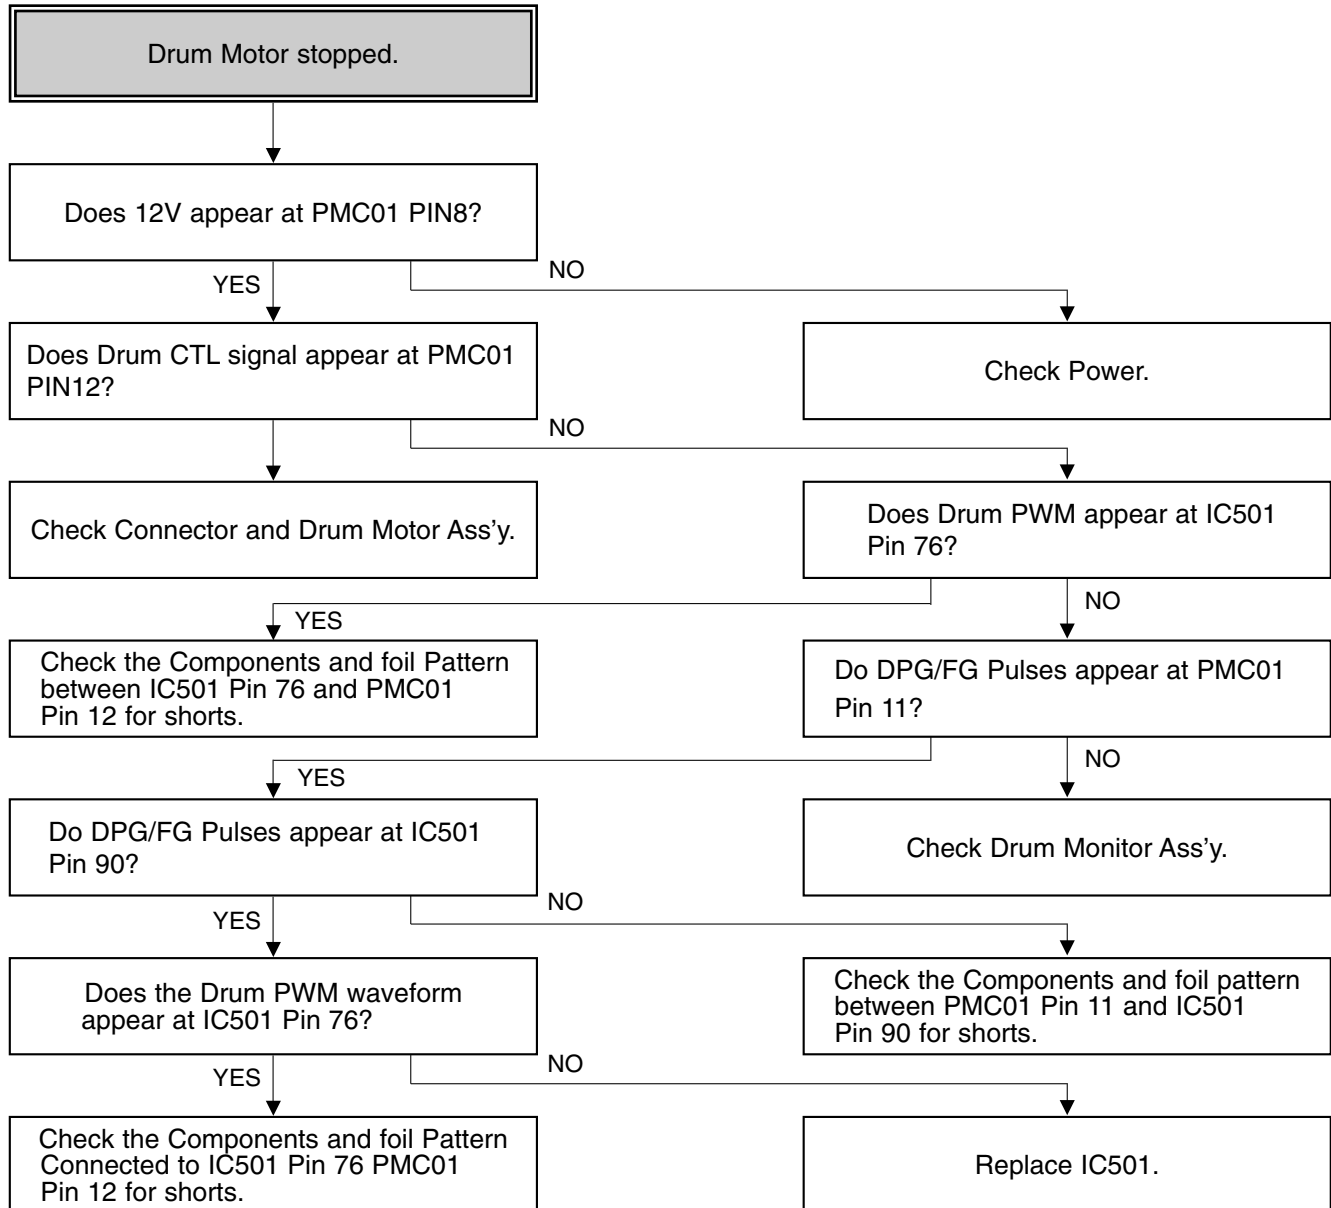 Drum Motor stopped.
Does 12V appear at PMC01 PIN8?
YES
NO
Does Drum CTL signal appear at PMC01
PIN12?
Check Power.
NO
Check Connector and Drum Motor Ass'y.
Does Drum PWM appear at IC501
Pin 76?
YES
NO
Check the Components and foil Pattern
between IC501 Pin 76 and PMC01
Pin 12 for shorts.
Do DPG/FG Pulses appear at PMC01
Pin 11?
YES
NO
Do DPG/FG Pulses appear at IC501
Pin 90?
Check Drum Monitor Ass'y.
YES
NO
Does the Drum PWM waveform
appear at IC501 Pin 76?
Check the Components and foil pattern
between PMC01 Pin 11 and IC501
Pin 90 for shorts.
YES
NO
Check the Components and foil Pattern
Connected to IC501 Pin 76 PMC01
Pin 12 for shorts.
Replace IC501.